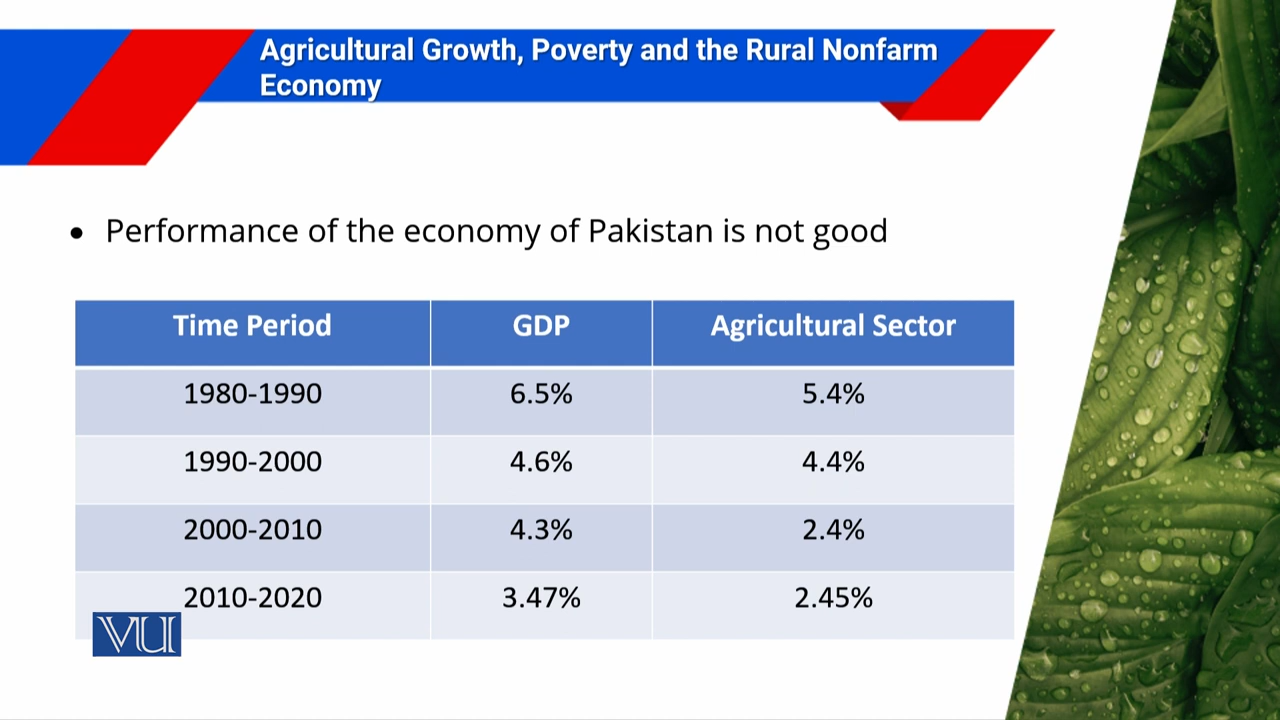 Agricultural Growth, Poverty and the Rural Nonfarm
Economy
• Performance of the economy of Pakistan is not good
Time Period GDP Agricultural Sector
1980-1990 6.5% 5.4%
1990-2000 4.6% 4.4%
2000-2010 4.3% 2.4%
2010-2020 3.47% 2.45%
VU